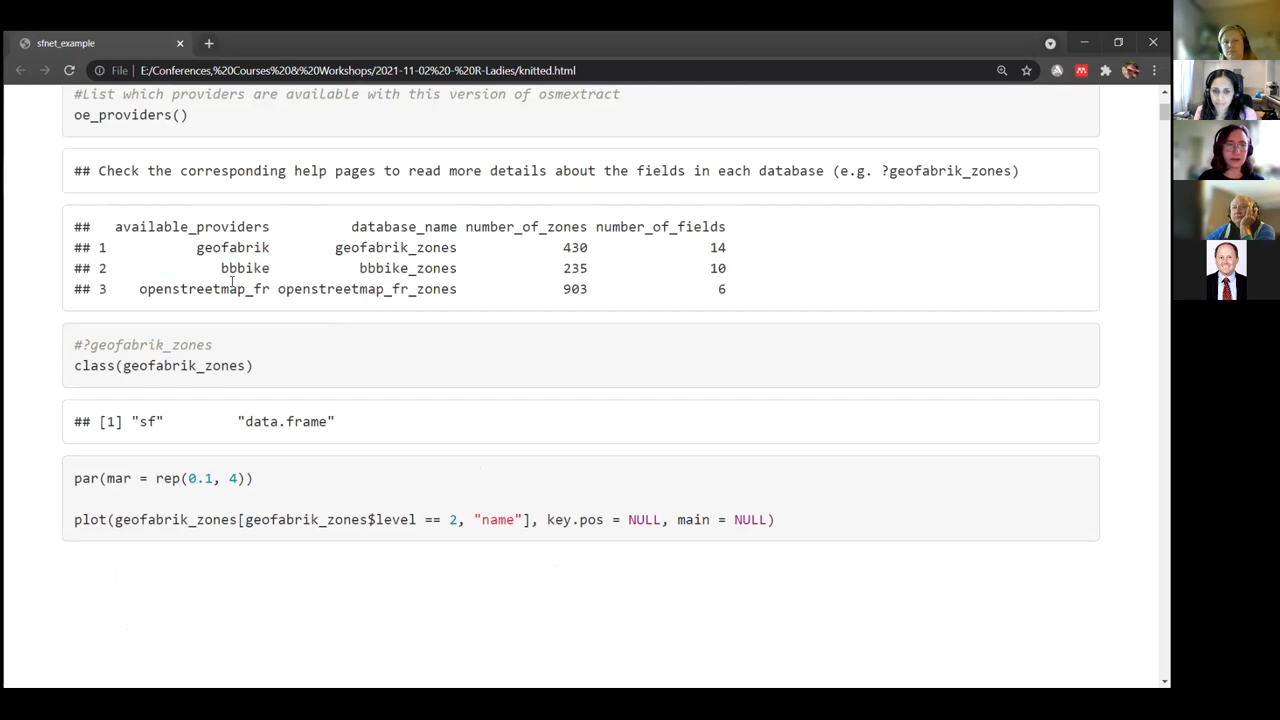 sfnet_example
File
E:/Conferences,%20Courses%20&%20Workshops/2021-11-02%20-%20R-Ladies/knitted.html
#List which providers are available with this version of osmextract
oe_providers()
## Check the corresponding help pages to read more details about the fields in each database (e.g. ?geofabrik_zones)
##   available_providers          database_name number_of_zones number_of_fields
## 1           geofabrik        geofabrik_zones             430               14
## 2              bbbike           bbbike_zones             235               10
## 3    openstreetmap_fr openstreetmap_fr_zones             903                6
#?geofabrik_zones
class(geofabrik_zones)
## [1] "sf"         "data.frame"
par(mar = rep(0.1, 4))
plot(geofabrik_zones[geofabrik_zones$level == 2, "name"], key.pos = NULL, main = NULL)